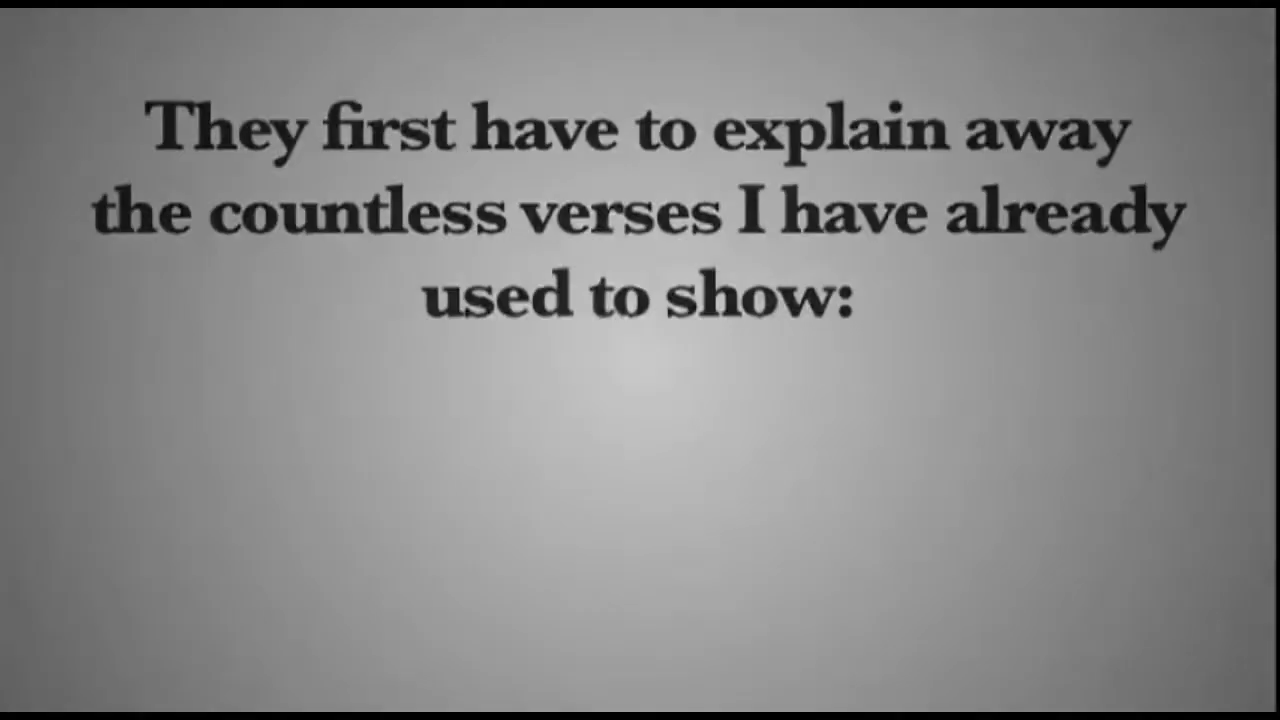 They first have to explain away
the countless verses I have already
used to show: